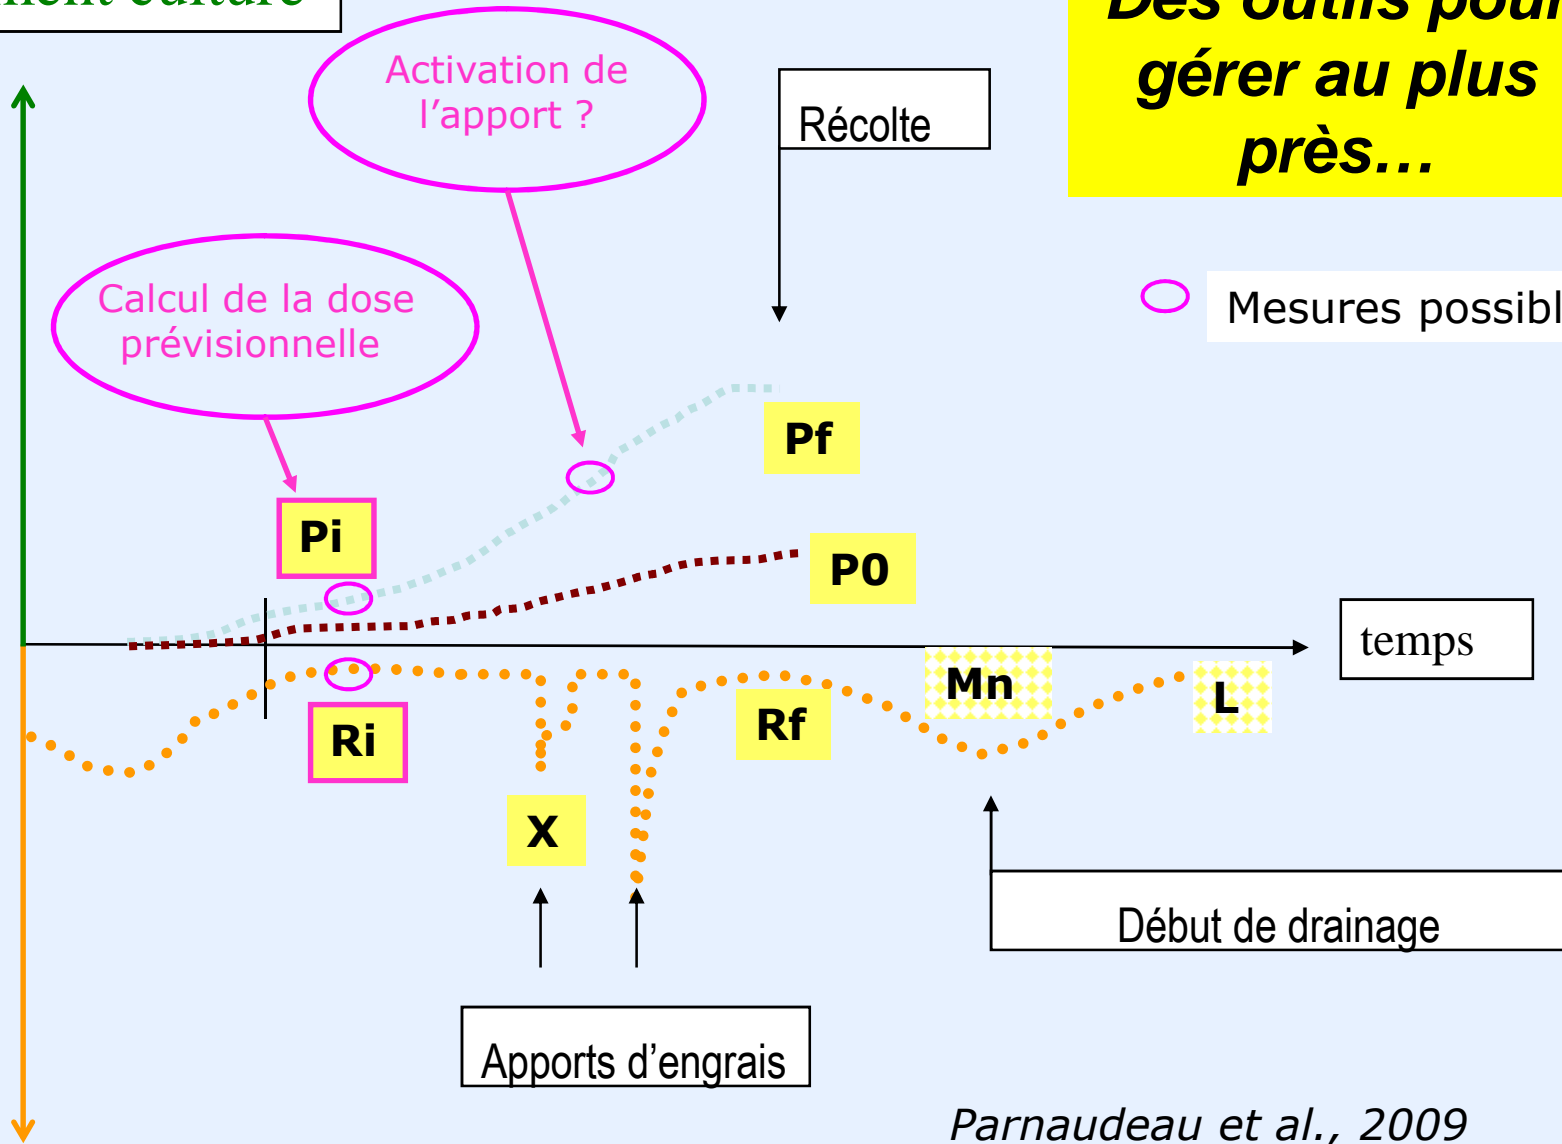 culture
Des outils pour
gérer au plus
près…
Activation de
l’apport ?
Récolte
Calcul de la dose
prévisionnelle
Mesures
Pf
Pi
P0
temps
Mn
L
Ri
Rf
X
Début de drainage
Apports d’engrais
Parnaudeau et al., 2009